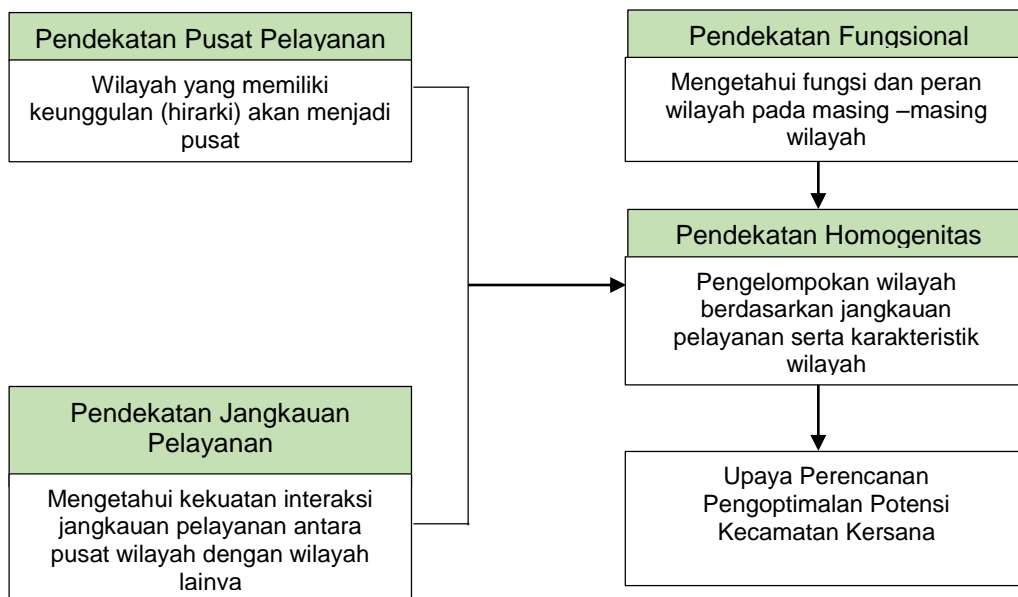 Pendekatan Pusat Pelayanan
Wilayah yang memiliki
keunggulan (hirarki) akan menjadi
pusat
Pendekatan Jangkauan
Pelayanan
Mengetahui kekuatan interaksi
jangkauan pelayanan antara
pusat wilayah dengan wilayah
lainya
Pendekatan Fungsional
Mengetahui fungsi dan peran
wilayah pada masing –masing
wilayah
Pendekatan Homogenitas
Pengelompokan wilayah
berdasarkan jangkauan
pelayanan serta karakteristik
wilayah
Upaya Perencanan
Pengoptimalan Potensi
Kecamatan Kersana